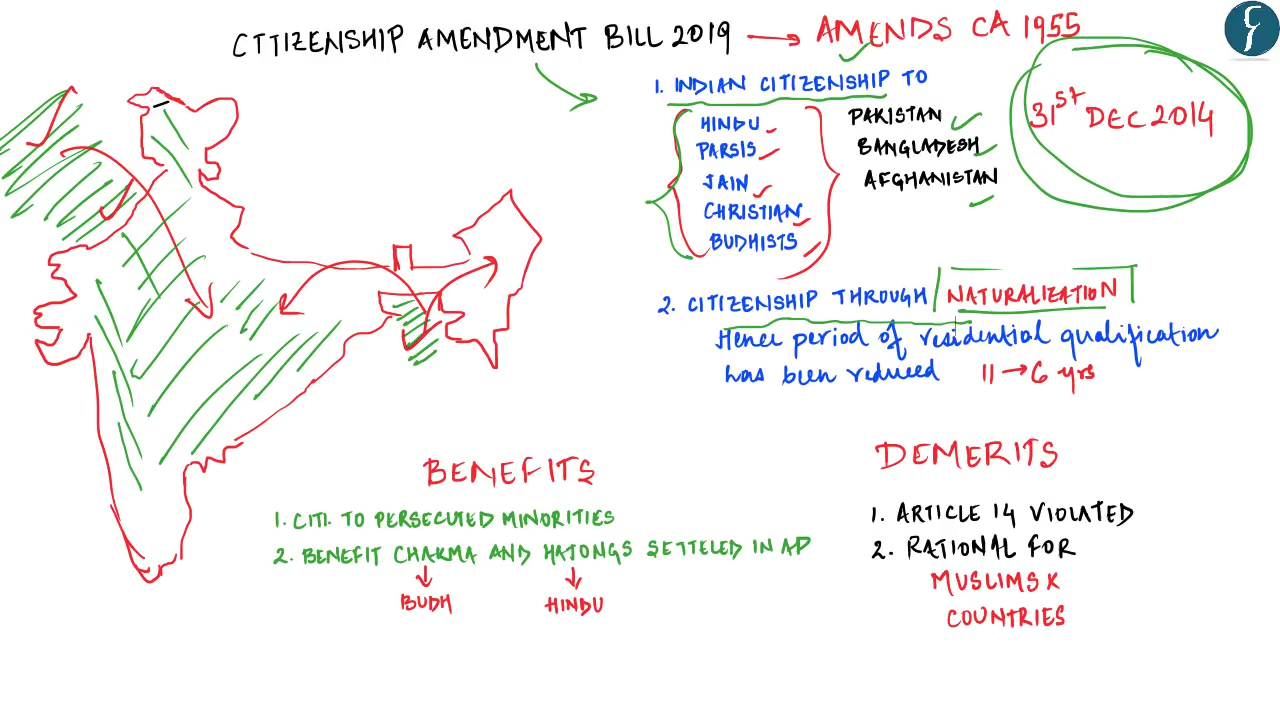 CTTIZENSHIP AMENDMENT BILL 2019 → AMENDS CA 1955
1. INDIAN CITIZENSHIP TO
HINDU
PARSIS
JAIN
CHRISTIAN
BUDHISTS
PAKISTAN
BANGLADESH
AFGHANISTAN
31ST DEC 2014
2. CITIZENSHIP THROUGH NATURALIZATION
Hence period of residential qualification
has been reduced 11 → 6 yrs
BENEFITS
1. CITI. TO PERSECUTED MINORITIES
2. BENEFIT CHAKMA AND HATONGS SETTELED IN AP
BUDH
HINDU
DEMERITS
1. ARTICLE 14 VIOLATED
2. RATIONAL FOR
MUSLIMS X
COUNTRIES